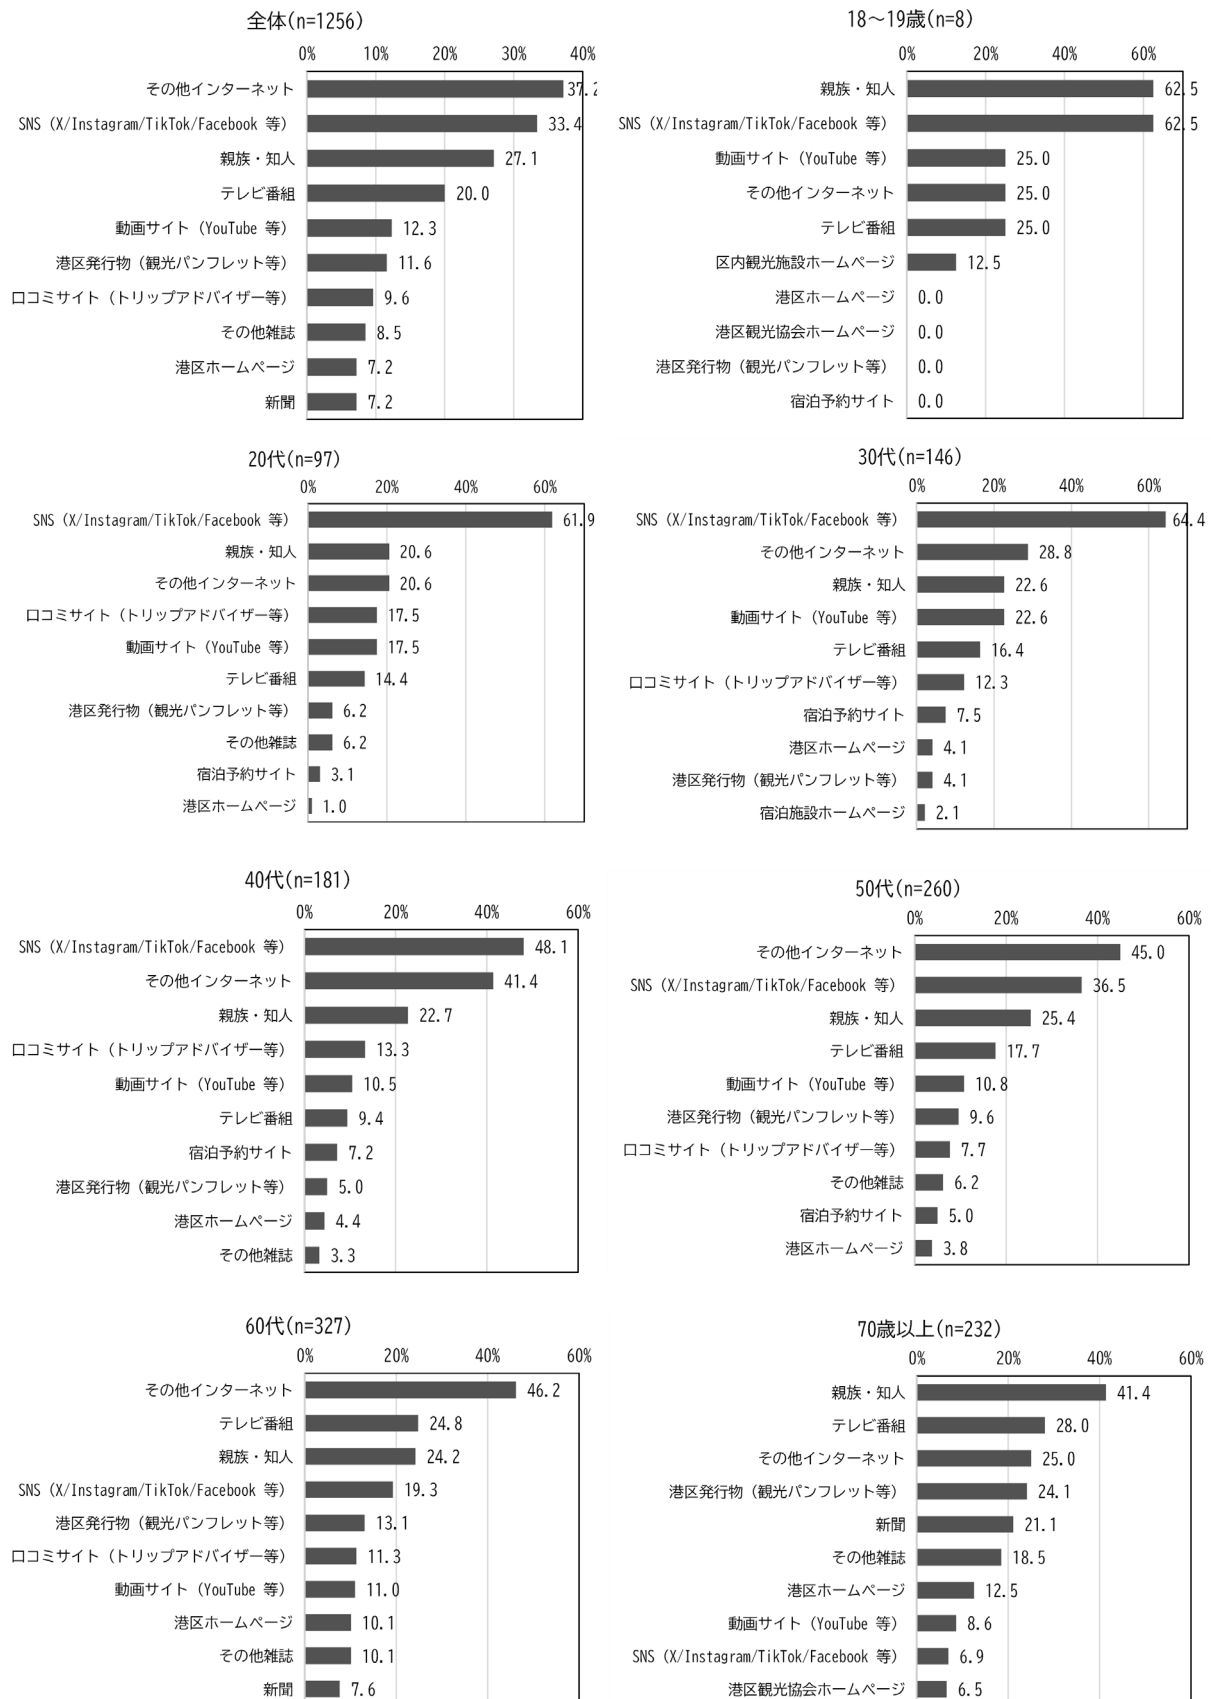 全体(n=1256)
0% 10% 20% 30% 40%
その他インターネット 37.2
SNS（X/Instagram/TikTok/Facebook 等） 33.4
親族・知人 27.1
テレビ番組 20.0
動画サイト（YouTube 等） 12.3
港区発行物（観光パンフレット等） 11.6
口コミサイト（トリップアドバイザー等） 9.6
その他雑誌 8.5
港区ホームページ 7.2
新聞 7.2
18～19歳(n=8)
0% 20% 40% 60%
親族・知人 62.5
SNS（X/Instagram/TikTok/Facebook 等） 62.5
動画サイト（YouTube 等） 25.0
その他インターネット 25.0
テレビ番組 25.0
区内観光施設ホームページ 12.5
港区ホームページ 0.0
港区観光協会ホームページ 0.0
港区発行物（観光パンフレット等） 0.0
宿泊予約サイト 0.0
20代(n=97)
0% 20% 40% 60%
SNS（X/Instagram/TikTok/Facebook 等） 61.9
親族・知人 20.6
その他インターネット 20.6
口コミサイト（トリップアドバイザー等） 17.5
動画サイト（YouTube 等） 17.5
テレビ番組 14.4
港区発行物（観光パンフレット等） 6.2
その他雑誌 6.2
宿泊予約サイト 3.1
港区ホームページ 1.0
30代(n=146)
0% 20% 40% 60%
SNS（X/Instagram/TikTok/Facebook 等） 64.4
その他インターネット 28.8
親族・知人 22.6
動画サイト（YouTube 等） 22.6
テレビ番組 16.4
口コミサイト（トリップアドバイザー等） 12.3
宿泊予約サイト 7.5
港区ホームページ 4.1
港区発行物（観光パンフレット等） 4.1
宿泊施設ホームページ 2.1
40代(n=181)
0% 20% 40% 60%
SNS（X/Instagram/TikTok/Facebook 等） 48.1
その他インターネット 41.4
親族・知人 22.7
口コミサイト（トリップアドバイザー等） 13.3
動画サイト（YouTube 等） 10.5
テレビ番組 9.4
宿泊予約サイト 7.2
港区発行物（観光パンフレット等） 5.0
港区ホームページ 4.4
その他雑誌 3.3
50代(n=260)
0% 20% 40% 60%
その他インターネット 45.0
SNS（X/Instagram/TikTok/Facebook 等） 36.5
親族・知人 25.4
テレビ番組 17.7
動画サイト（YouTube 等） 10.8
港区発行物（観光パンフレット等） 9.6
口コミサイト（トリップアドバイザー等） 7.7
その他雑誌 6.2
宿泊予約サイト 5.0
港区ホームページ 3.8
60代(n=327)
0% 20% 40% 60%
その他インターネット 46.2
テレビ番組 24.8
親族・知人 24.2
SNS（X/Instagram/TikTok/Facebook 等） 19.3
港区発行物（観光パンフレット等） 13.1
口コミサイト（トリップアドバイザー等） 11.3
動画サイト（YouTube 等） 11.0
港区ホームページ 10.1
その他雑誌 10.1
新聞 7.6
70歳以上(n=232)
0% 20% 40% 60%
親族・知人 41.4
テレビ番組 28.0
その他インターネット 25.0
港区発行物（観光パンフレット等） 24.1
新聞 21.1
その他雑誌 18.5
港区ホームページ 12.5
動画サイト（YouTube 等） 8.6
SNS（X/Instagram/TikTok/Facebook 等） 6.9
港区観光協会ホームページ 6.5